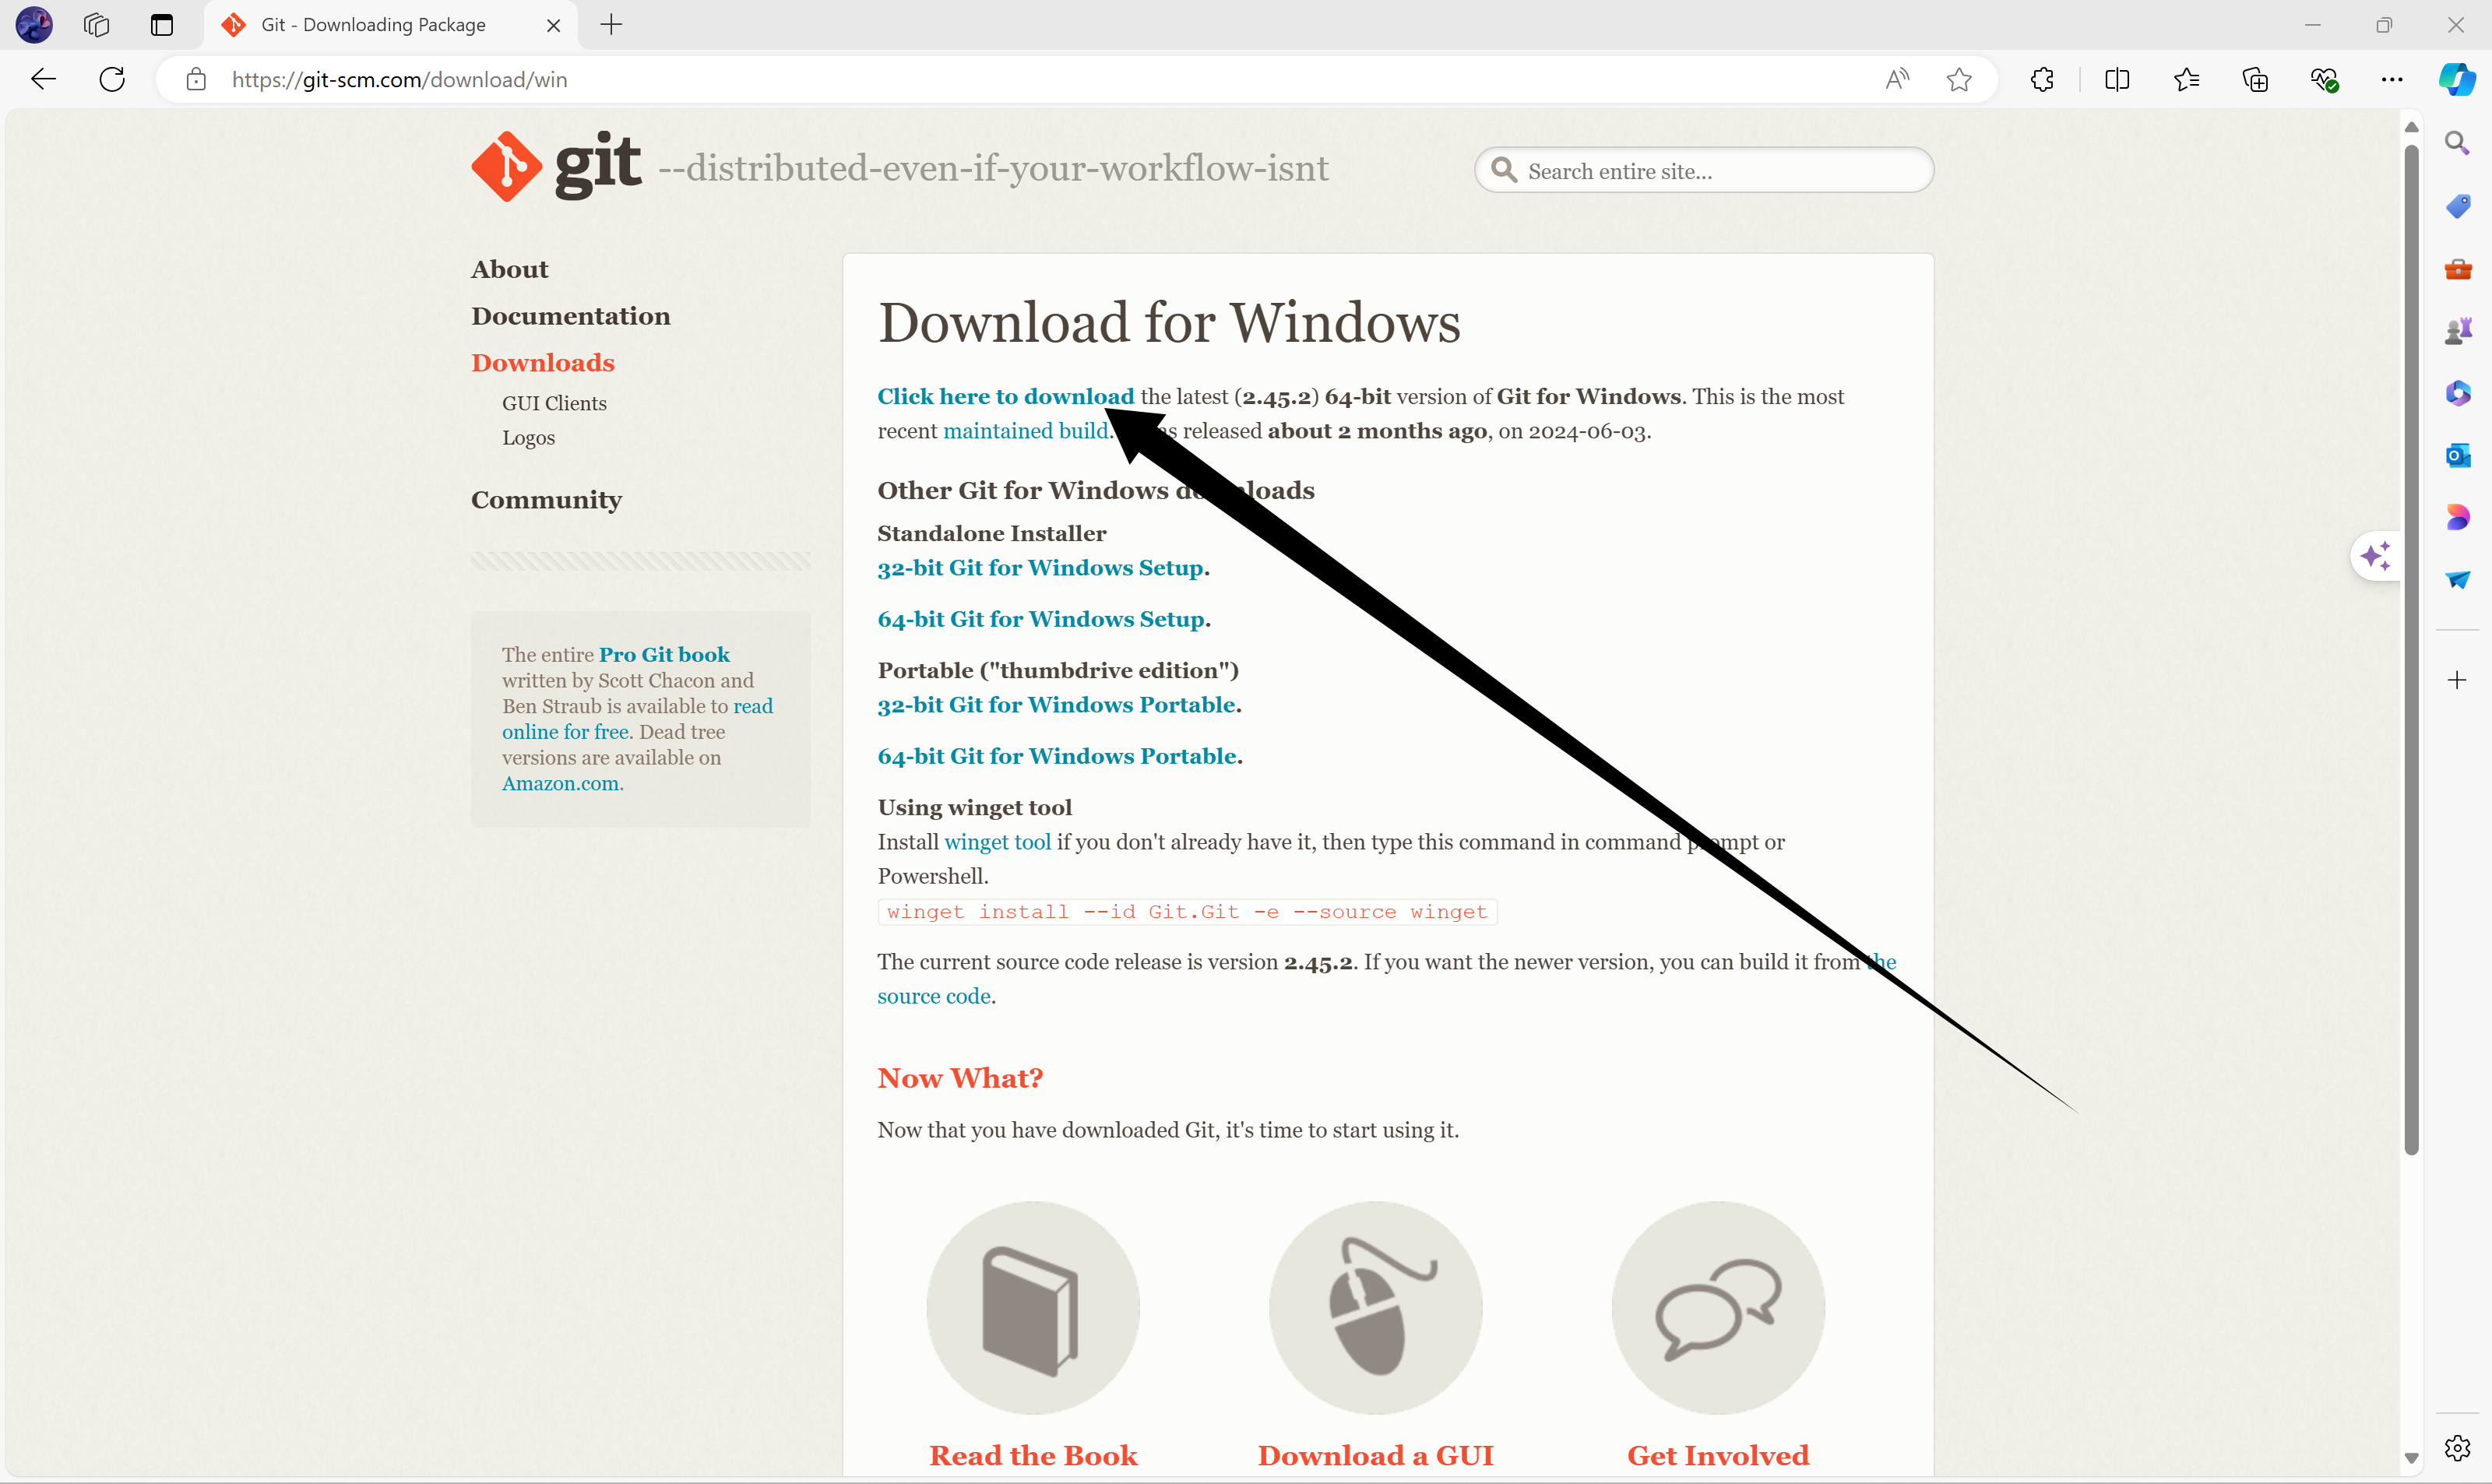 Git - Downloading Package
https://git-scm.com/download/win
git --distributed-even-if-your-workflow-isnt
Search entire site...
About
Documentation
Downloads
GUI Clients
Logos
Community
The entire Pro Git book
written by Scott Chacon and
Ben Straub is available to read
online for free. Dead tree
versions are available on
Amazon.com.
Download for Windows
Click here to download the latest (2.45.2) 64-bit version of Git for Windows. This is the most
recent maintained build. released about 2 months ago, on 2024-06-03.
Other Git for Windows downloads
Standalone Installer
32-bit Git for Windows Setup.
64-bit Git for Windows Setup.
Portable ("thumbdrive edition")
32-bit Git for Windows Portable.
64-bit Git for Windows Portable.
Using winget tool
Install winget tool if you don't already have it, then type this command in command prompt or
Powershell.
winget install --id Git.Git -e --source winget
The current source code release is version 2.45.2. If you want the newer version, you can build it from the
source code.
Now What?
Now that you have downloaded Git, it's time to start using it.
Read the Book
Download a GUI
Get Involved